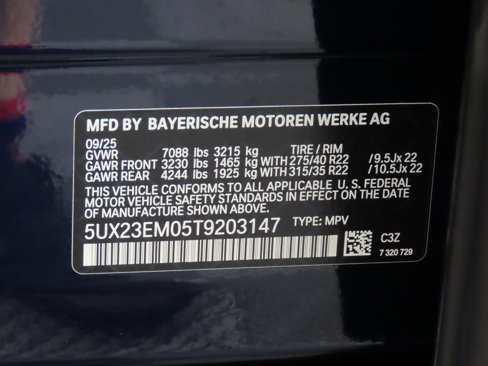 MFD BY BAYERISCHE MOTOREN WERKE AG
09/25
GVWR 7088 lbs 3215 kg TIRE / RIM
GAWR FRONT 3230 lbs 1465 kg WITH 275/40 R22 /9.5Jx 22
GAWR REAR 4244 lbs 1925 kg WITH 315/35 R22 /10.5Jx 22
THIS VEHICLE CONFORMS TO ALL APPLICABLE U. S. FEDERAL
MOTOR VEHICLE SAFETY STANDARDS IN EFFECT ON THE
DATE OF MANUFACTURE SHOWN ABOVE.
5UX23EM05T9203147 TYPE: MPV
C3Z
7 320 729